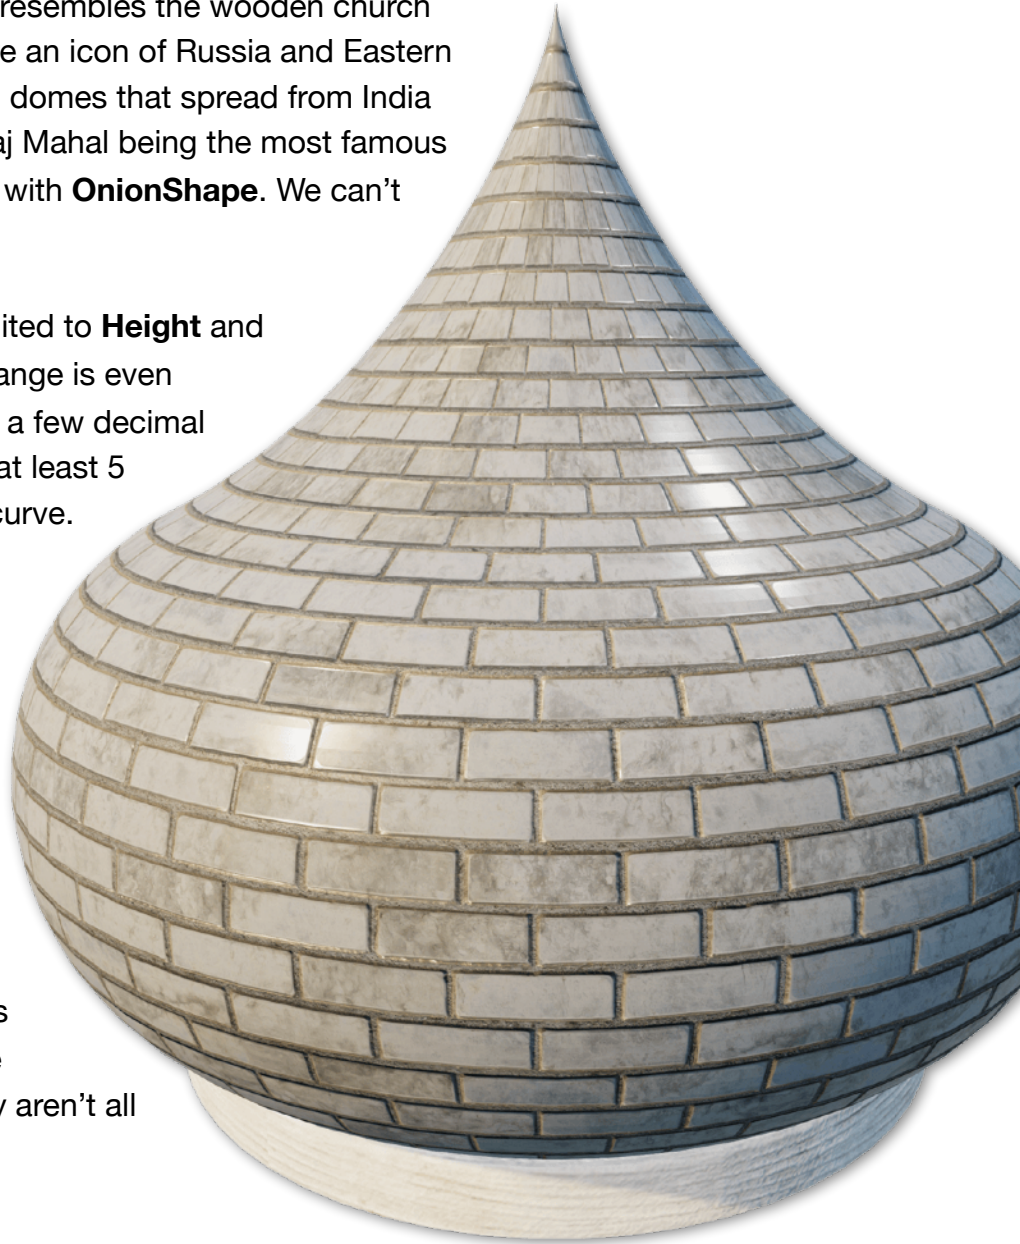 resembles the wooden church
e an icon of Russia and Eastern
domes that spread from India
aj Mahal being the most famous
with OnionShape. We can’t
ited to Height and
ange is even
a few decimal
at least 5
curve.
s
e
y aren’t all